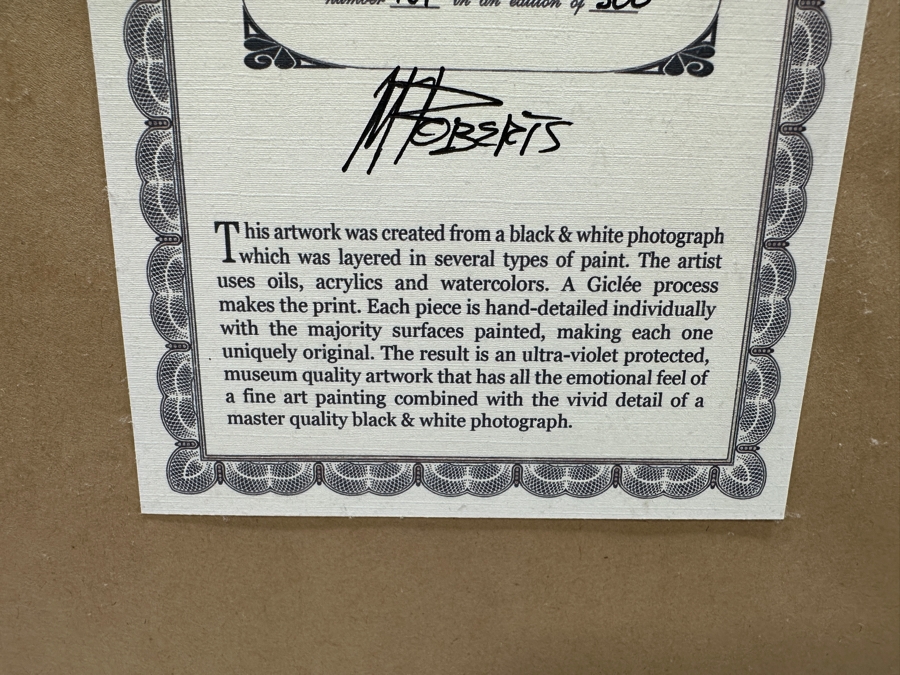 in an edition of 500
M Roberts
This artwork was created from a black & white photograph
which was layered in several types of paint. The artist
uses oils, acrylics and watercolors. A Giclée process
makes the print. Each piece is hand-detailed individually
with the majority surfaces painted, making each one
uniquely original. The result is an ultra-violet protected,
museum quality artwork that has all the emotional feel of
a fine art painting combined with the vivid detail of a
master quality black & white photograph.